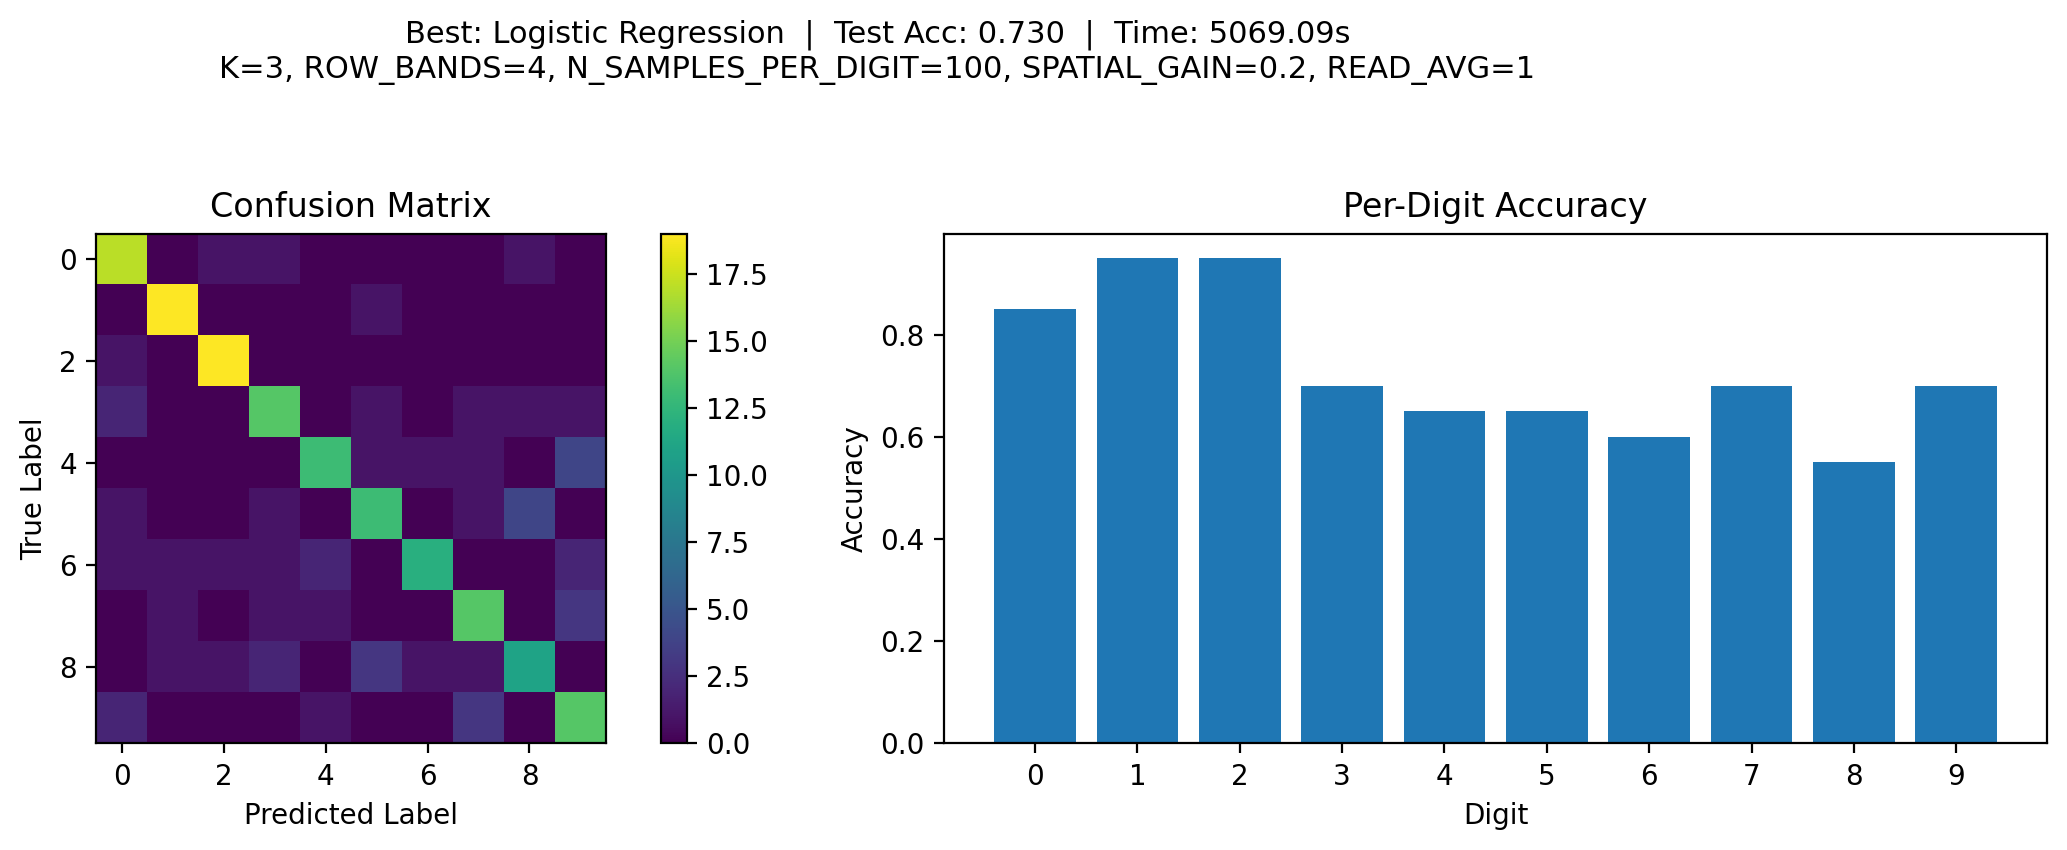 Best: Logistic Regression | Test Acc: 0.730 | Time: 5069.09s
K=3, ROW_BANDS=4, N_SAMPLES_PER_DIGIT=100, SPATIAL_GAIN=0.2, READ_AVG=1
Confusion Matrix
True Label
0
2
4
6
8
0 2 4 6 8
Predicted Label
17.5
15.0
12.5
10.0
7.5
5.0
2.5
0.0
Per-Digit Accuracy
Accuracy
0.8
0.6
0.4
0.2
0.0
0 1 2 3 4 5 6 7 8 9
Digit